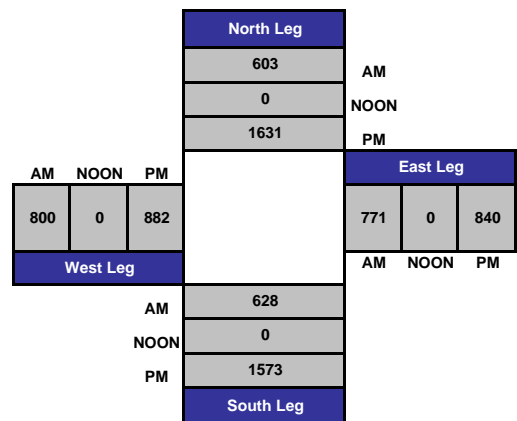 North Leg
603 AM
0 NOON
1631 PM
AM NOON PM
East Leg
800 0 882
771 0 840
West Leg
AM NOON PM
AM 628
NOON 0
PM 1573
South Leg